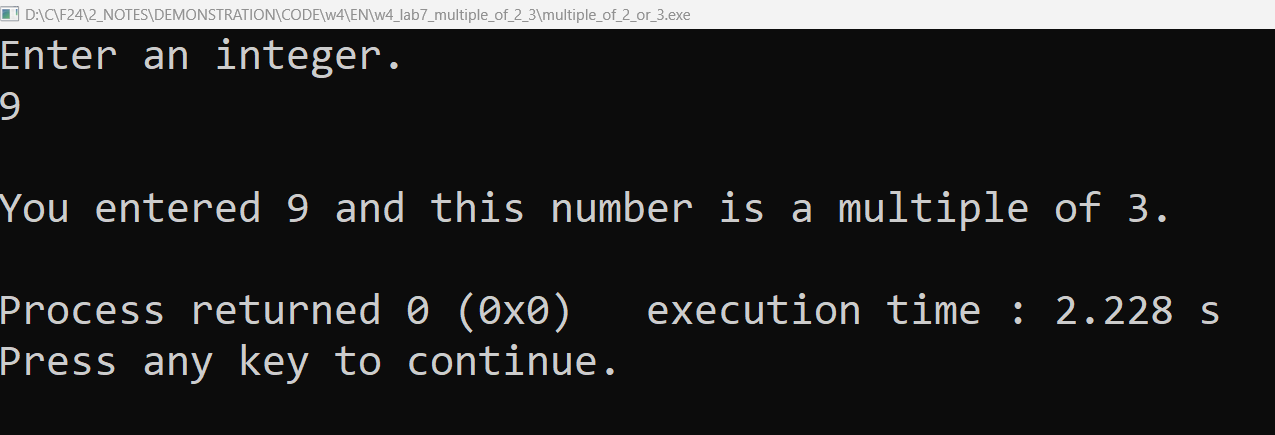 D:\C\F24\2_NOTES\DEMONSTRATION\CODE\w4\EN\w4_lab7_multiple_of_2_3\multiple_of_2_or_3.exe
Enter an integer.
9
You entered 9 and this number is a multiple of 3.
Process returned 0 (0x0)   execution time : 2.228 s
Press any key to continue.